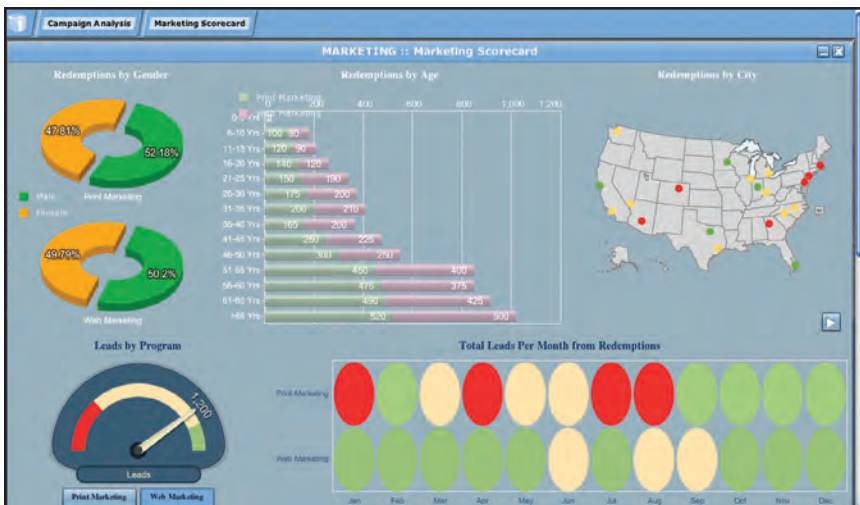 Campaign Analysis
Marketing Scorecard
MARKETING :: Marketing Scorecard
Redemptions by Gender
47.81%
52.18%
Print Marketing
Male
Female
49.79%
50.2%
Web Marketing
Redemptions by Age
Print Marketing
Web Marketing
0 200 400 600 800 1,000 1,200
6-10 Yrs 100 80
11-15 Yrs 120 90
16-20 Yrs 140 120
21-25 Yrs 150 190
26-30 Yrs 175 200
31-35 Yrs 200 210
36-40 Yrs 165 200
41-45 Yrs 250 225
46-50 Yrs 300 250
51-55 Yrs 450 400
56-60 Yrs 475 375
61-65 Yrs 490 425
>66 Yrs 520 500
Redemptions by City
Leads by Program
1,200
Leads
Print Marketing
Web Marketing
Total Leads Per Month from Redemptions
Print Marketing
Web Marketing
Jan Feb Mar Apr May Jun Jul Aug Sep Oct Nov Dec